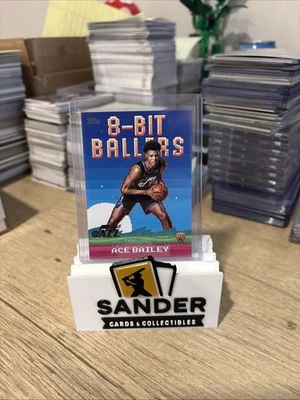 Topps
8-BIT
BALLERS
ACE BAILEY
SANDER
CARDS & COLLECTIBLES